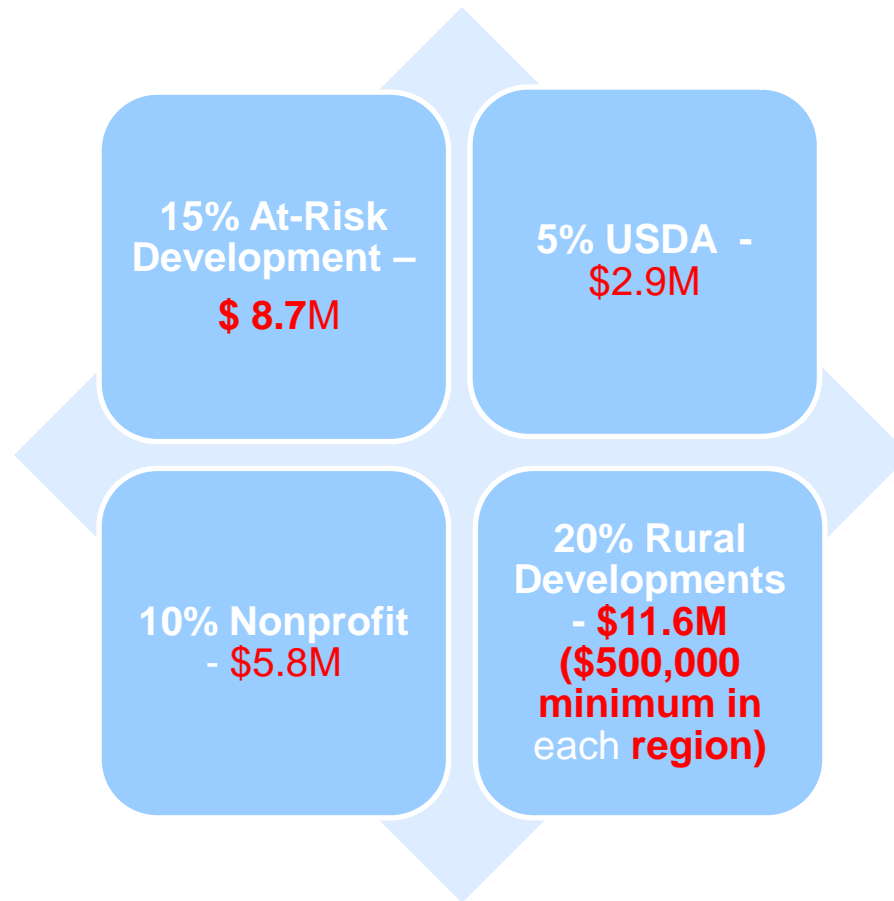 15% At-Risk
Development –
$ 8.7M
5% USDA -
$2.9M
10% Nonprofit
- $5.8M
20% Rural
Developments
- $11.6M
($500,000
minimum in
each region)